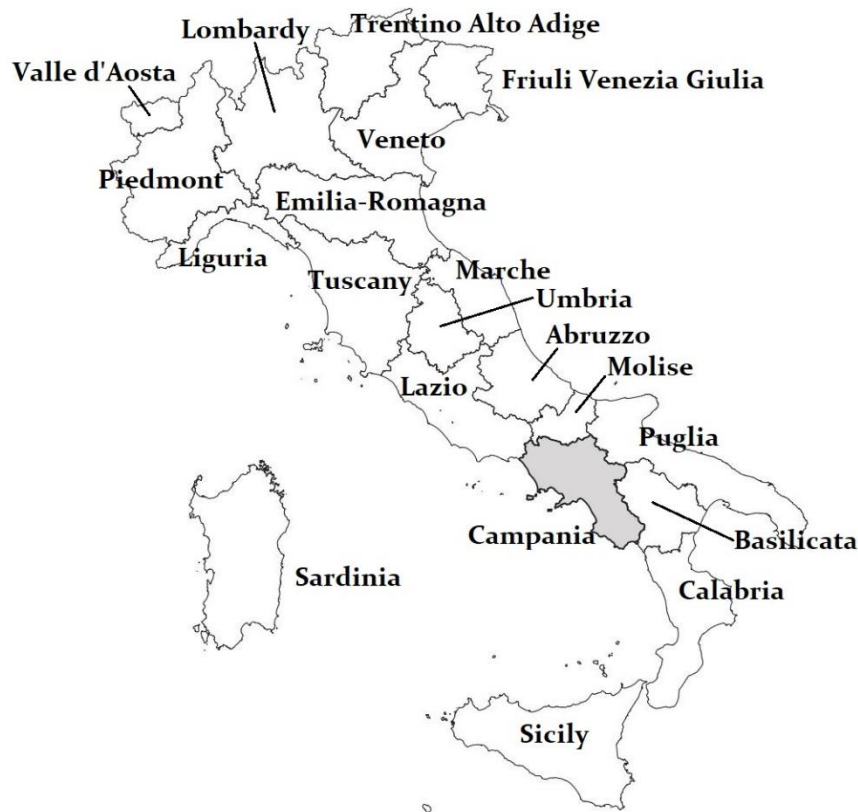 Trentino Alto Adige
Lombardy
Valle d'Aosta
Friuli Venezia Giulia
Veneto
Piedmont
Emilia-Romagna
Liguria
Marche
Tuscany
Umbria
Abruzzo
Molise
Lazio
Puglia
Campania
Basilicata
Sardinia
Calabria
Sicily